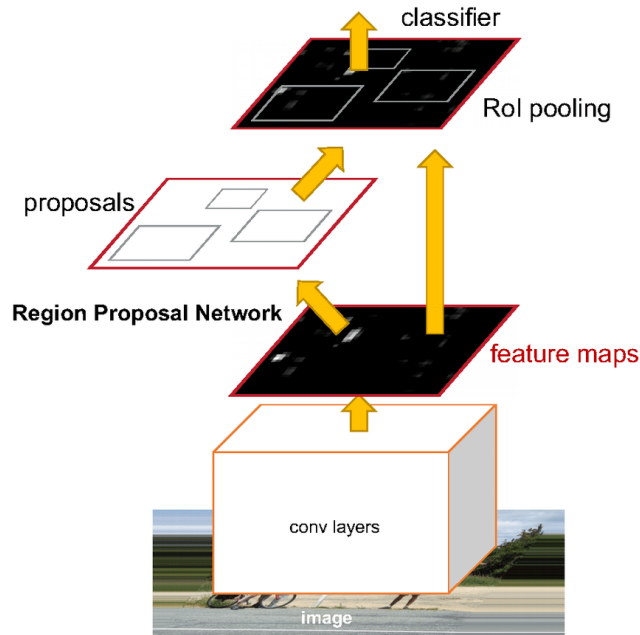 classifier
RoI pooling
proposals
Region Proposal Network
feature maps
conv layers
image